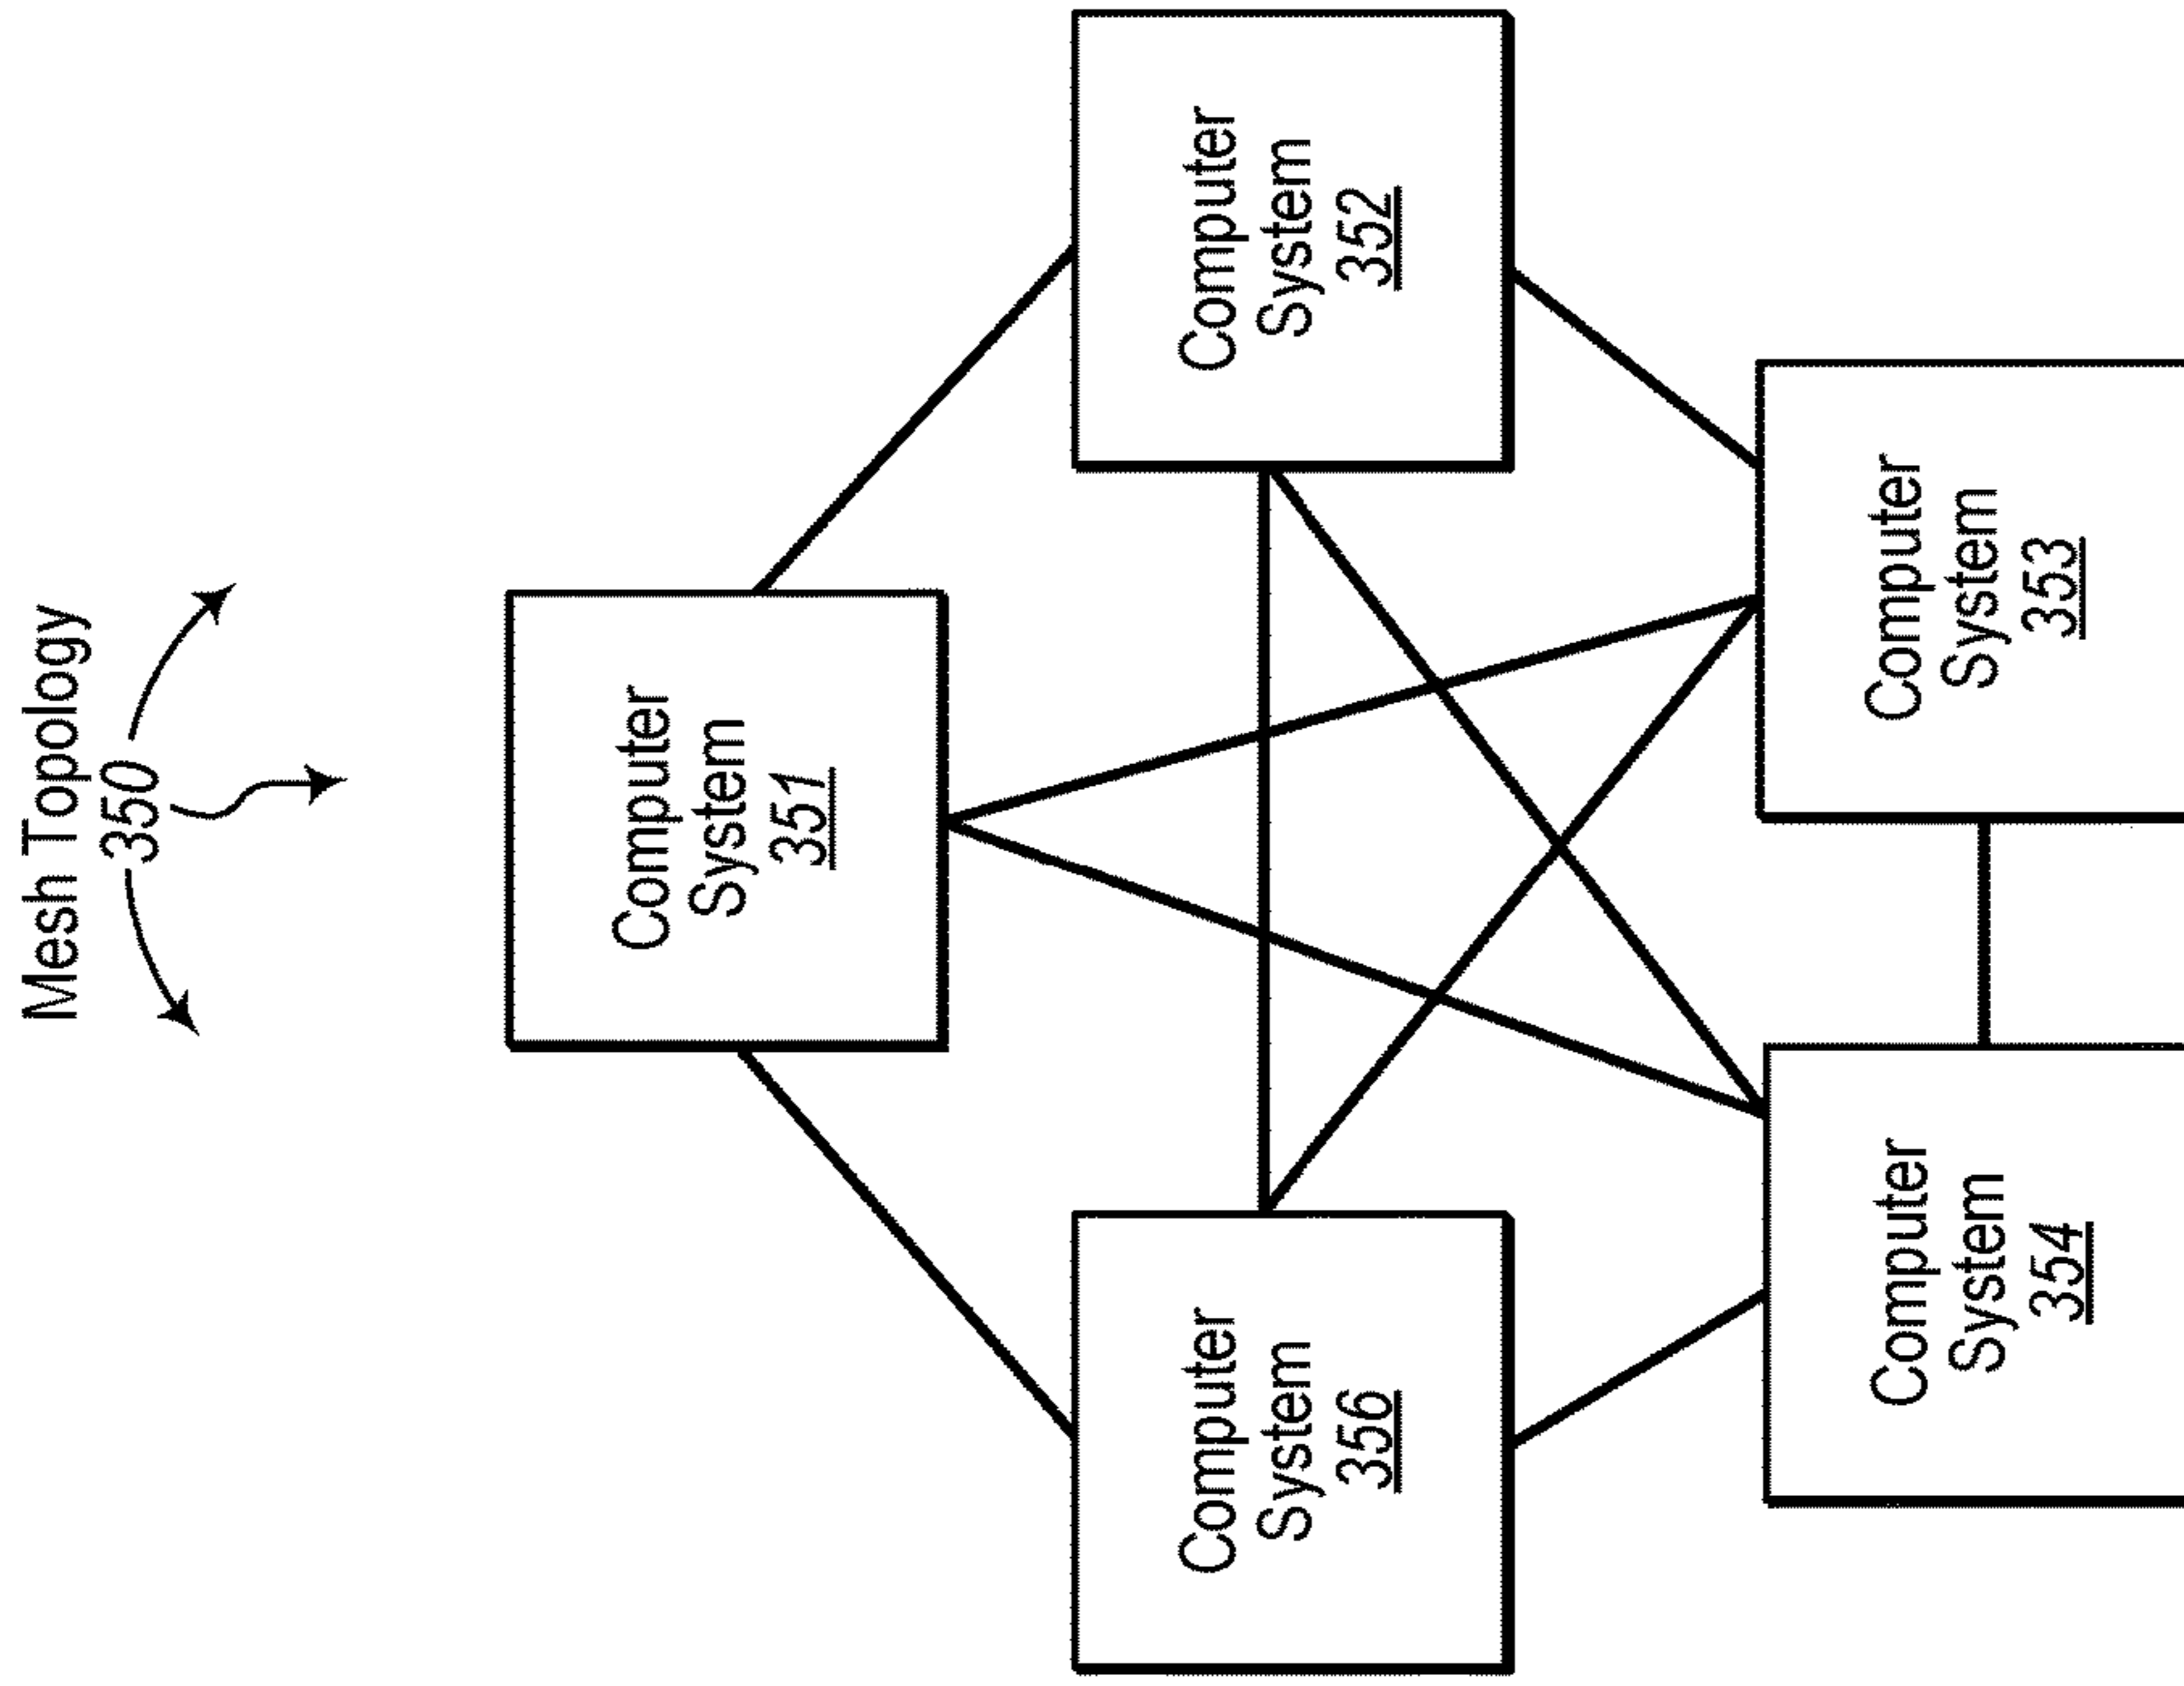 Mesh Topology
350
Computer
System
351
Computer
System
352
Computer
System
353
Computer
System
354
Computer
System
356